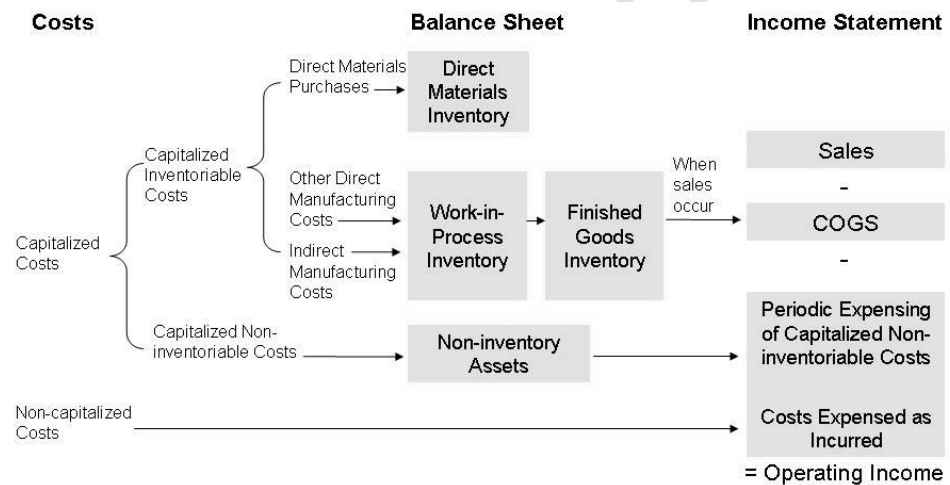 Costs
Balance Sheet
Income Statement
Direct Materials
Purchases
Direct
Materials
Inventory
Capitalized
Inventoriable
Costs
Other Direct
Manufacturing
Costs
Indirect
Manufacturing
Costs
Work-in-
Process
Inventory
Finished
Goods
Inventory
When
sales
occur
Sales
-
COGS
-
Capitalized
Costs
Capitalized Non-
inventoriable Costs
Non-inventory
Assets
Periodic Expensing
of Capitalized Non-
inventoriable Costs
Non-capitalized
Costs
Costs Expensed as
Incurred
= Operating Income